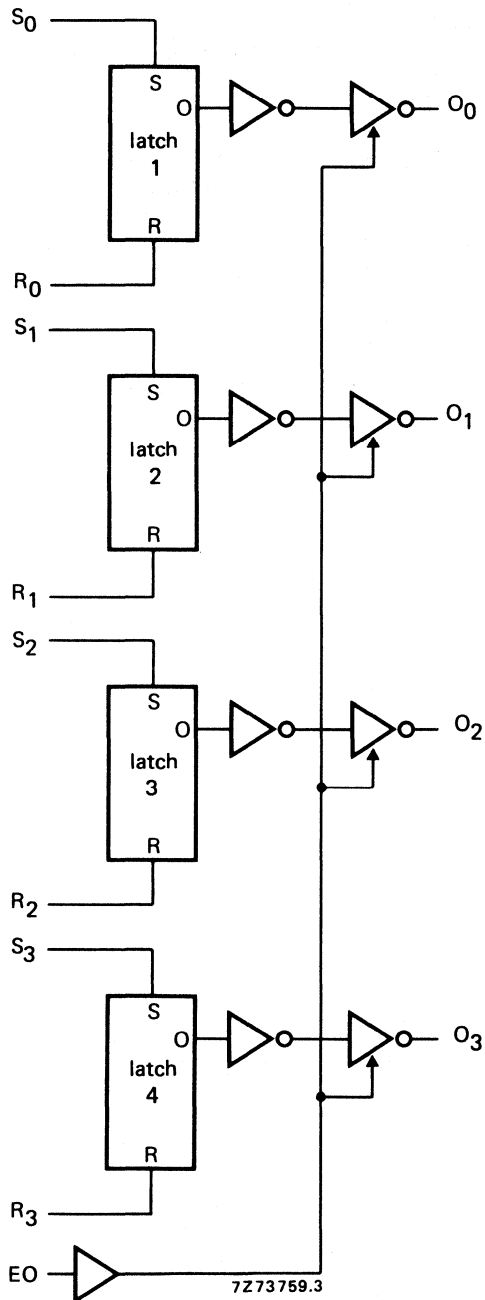 S0
S
O
latch
1
R
R0
O0
S1
S
O
latch
2
R
R1
O1
S2
S
O
latch
3
R
R2
O2
S3
S
O
latch
4
R
R3
O3
EO
7Z73759.3